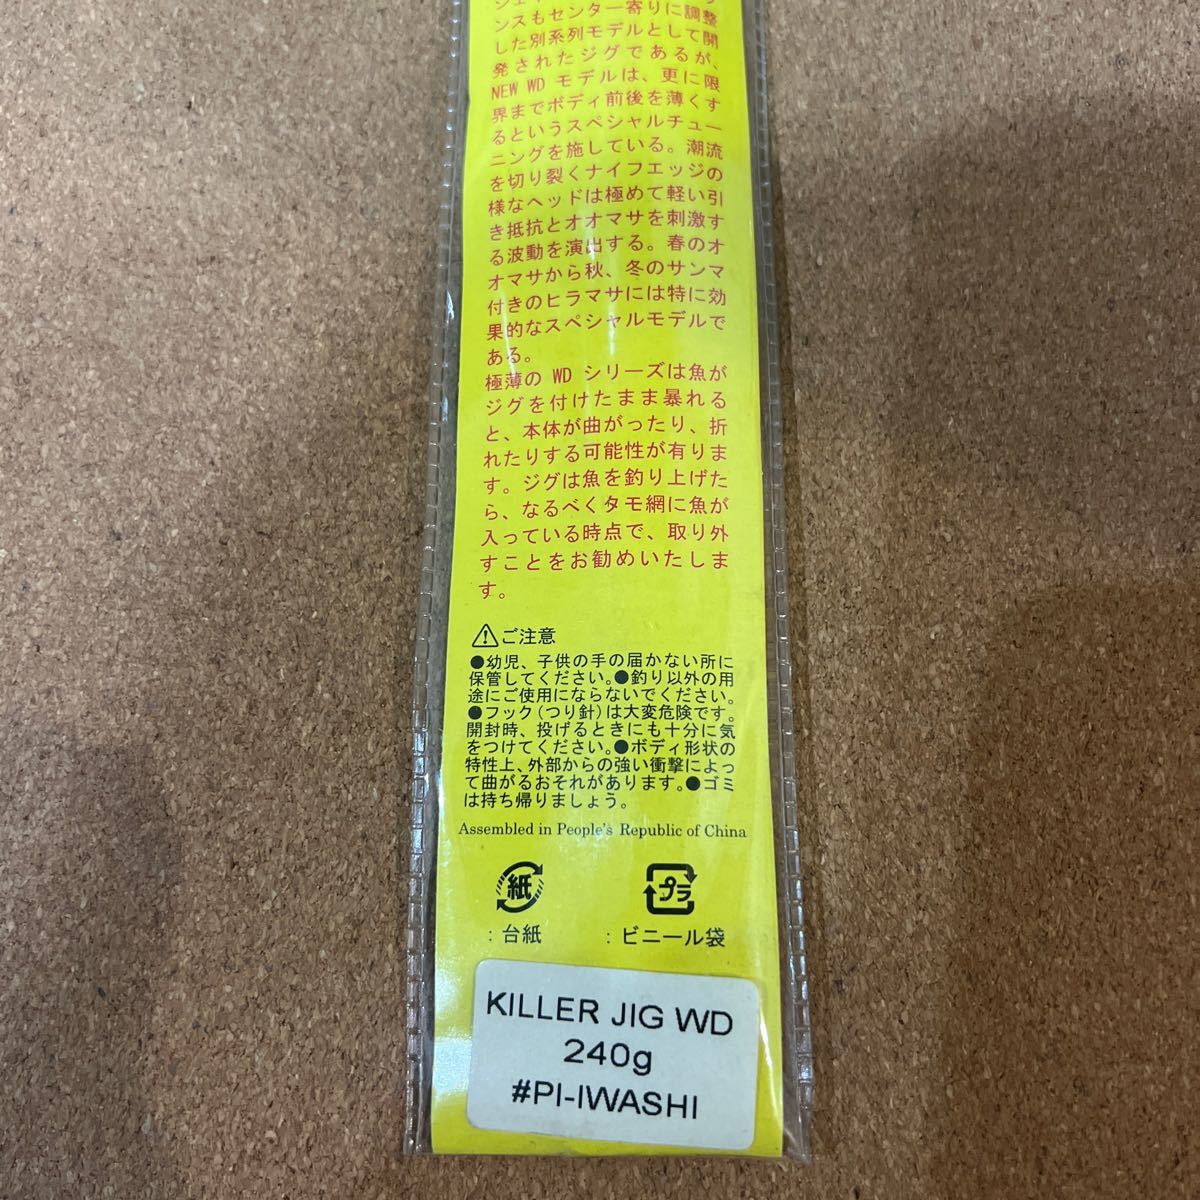 ンスもセンター寄りに調整
した別系列モデルとして開
発されたジグであるが、
NEW WD モデルは、更に限
界までボディ前後を薄くす
るというスペシャルチュー
ニングを施している。潮流
を切り裂くナイフエッジの
様なヘッドは極めて軽い引
き抵抗とオオマサを刺激す
る波動を演出する。春のオ
オマサから秋、冬のサンマ
付きのヒラマサには特に効
果的なスペシャルモデルで
ある。
極薄の WD シリーズは魚が
ジグを付けたまま暴れる
と、本体が曲がったり、折
れたりする可能性が有りま
す。ジグは魚を釣り上げた
ら、なるべくタモ網に魚が
入っている時点で、取り外
すことをお勧めいたしま
す。
⚠ご注意
●幼児、子供の手の届かない所に
保管してください。●釣り以外の用
途にご使用にならないでください。
●フック(つり針)は大変危険です。
開封時、投げるときにも十分に気
をつけてください。●ボディ形状の
特性上、外部からの強い衝撃によっ
て曲がるおそれがあります。●ゴミ
は持ち帰りましょう。
Assembled in People's Republic of China
紙 プラ
：台紙 ：ビニール袋
KILLER JIG WD
240g
#PI-IWASHI